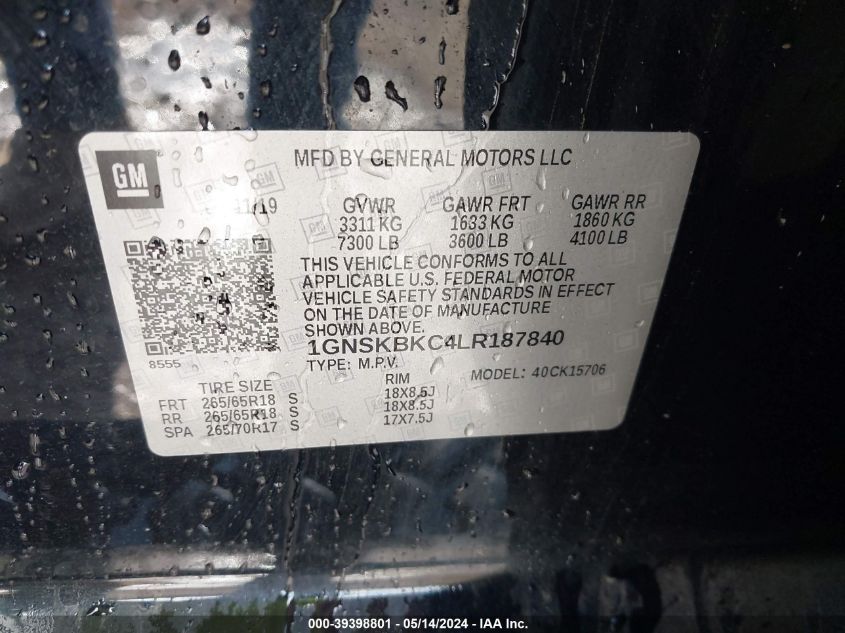 GM
MFD BY GENERAL MOTORS LLC
11/19
GVWR GAWR FRT GAWR RR
3311 KG 1633 KG 1860 KG
7300 LB 3600 LB 4100 LB
THIS VEHICLE CONFORMS TO ALL
APPLICABLE U.S. FEDERAL MOTOR
VEHICLE SAFETY STANDARDS IN EFFECT
ON THE DATE OF MANUFACTURE
SHOWN ABOVE.
1GNSKBKC4LR187840
8555
TYPE: M.P.V.
MODEL: 40CK15706
TIRE SIZE RIM
FRT 265/65R18 S 18X8.5J
RR 265/65R18 S 18X8.5J
SPA 265/70R17 S 17X7.5J
000-39398801 - 05/14/2024 - IAA Inc.